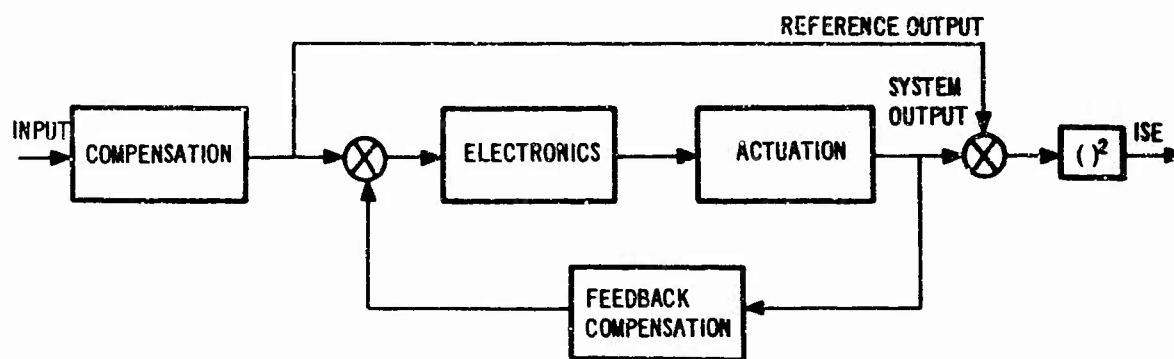 REFERENCE OUTPUT
SYSTEM
OUTPUT
INPUT
COMPENSATION
ELECTRONICS
ACTUATION
( )²
ISE
FEEDBACK
COMPENSATION